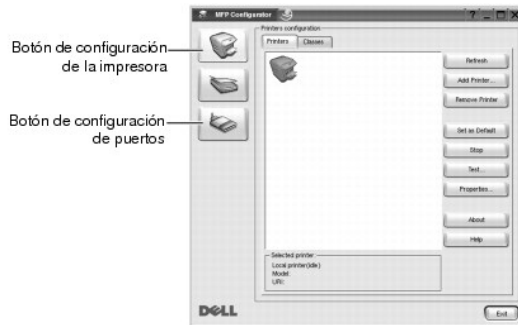 MFP Configurator
Botón de configuración
de la impresora
Botón de configuración
de puertos
Printers configuration
Printers
Classes
Refresh
Add Printer...
Remove Printer
Set as Default
Stop
Test...
Properties...
About
Help
Selected printer
Local printer(idle)
Model:
URI:
DELL
Exit